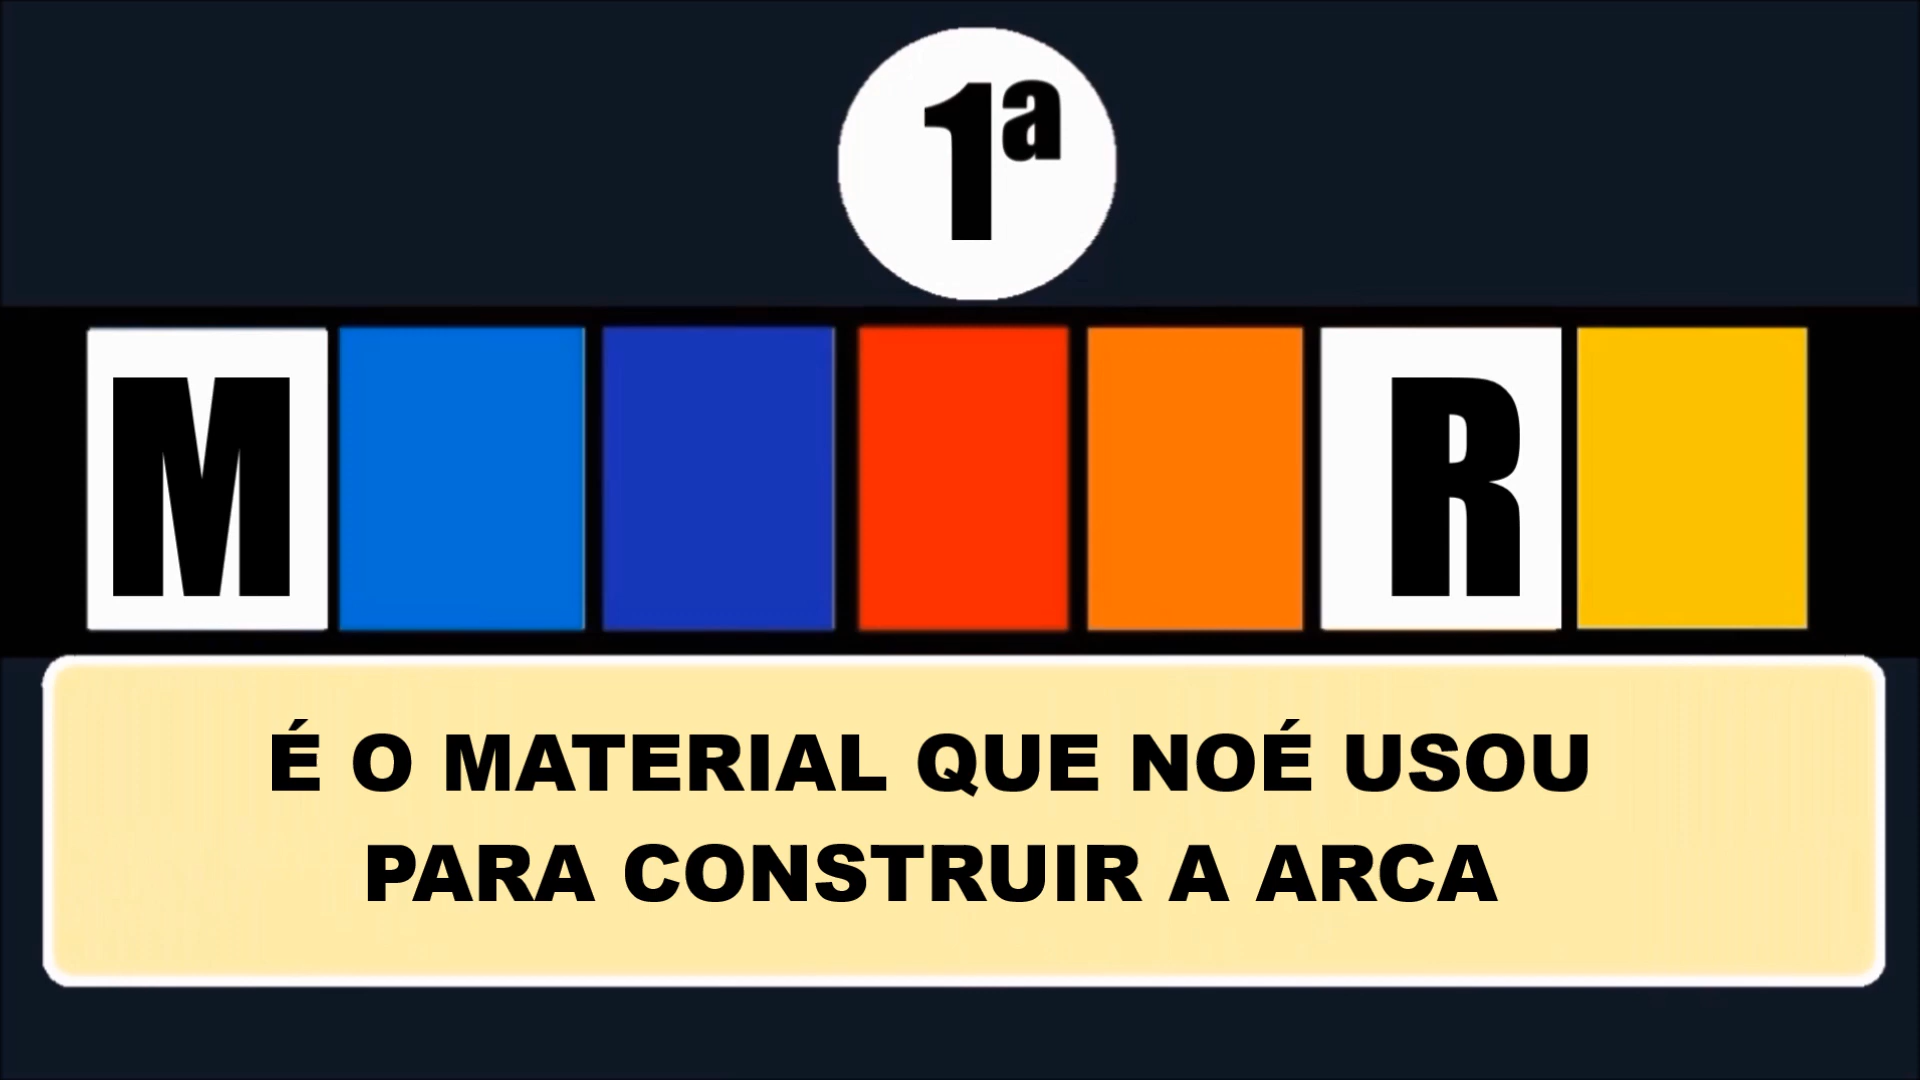 1ª
M R
É O MATERIAL QUE NOÉ USOU
PARA CONSTRUIR A ARCA